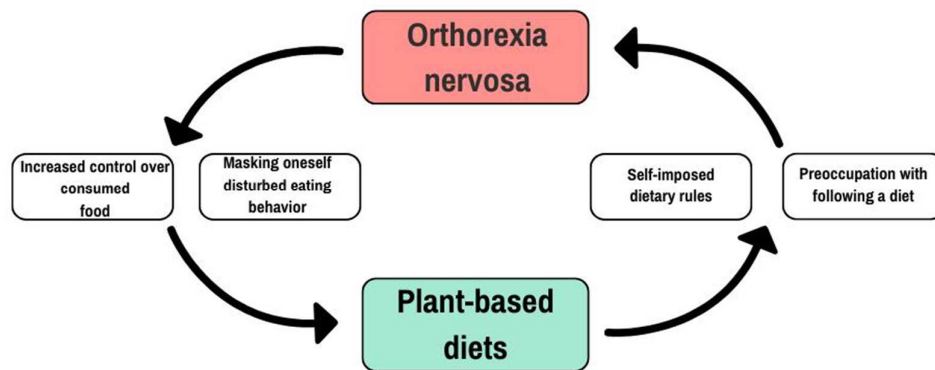 Orthorexia
nervosa
Increased control over
consumed
food
Masking oneself
disturbed eating
behavior
Self-imposed
dietary rules
Preoccupation with
following a diet
Plant-based
diets